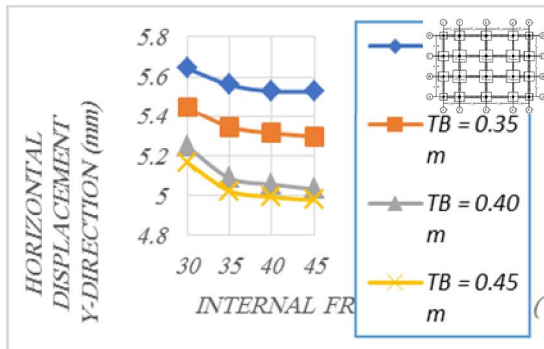 HORIZONTAL
DISPLACEMENT
Y-DIRECTION (mm)
5.8
5.6
5.4
5.2
5
4.8
30 35 40 45
INTERNAL FR
(
TB = 0.35
m
TB = 0.40
m
TB = 0.45
m